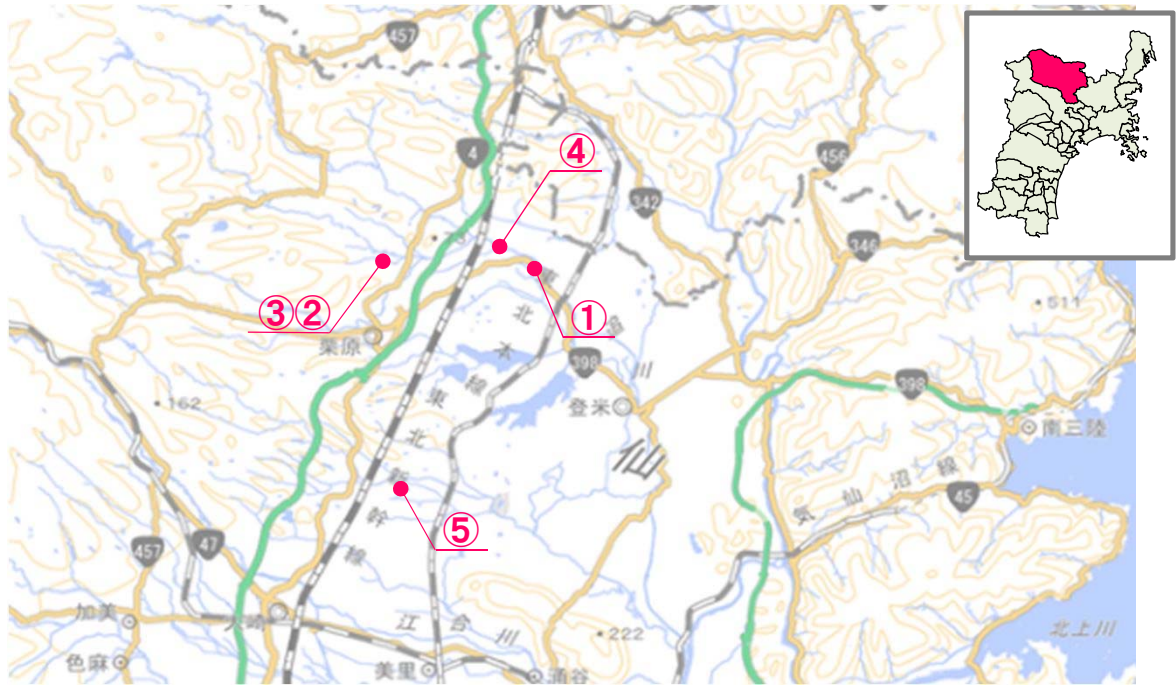 457
4
④
456
342
346
511
③②
①
東
北
本
線
栗原
398
川
398
162
登米
南三陸
東
北
新
幹
線
仙
気仙沼線
45
⑤
457
47
加美
大崎
江合川
222
北上川
色麻
美里
涌谷